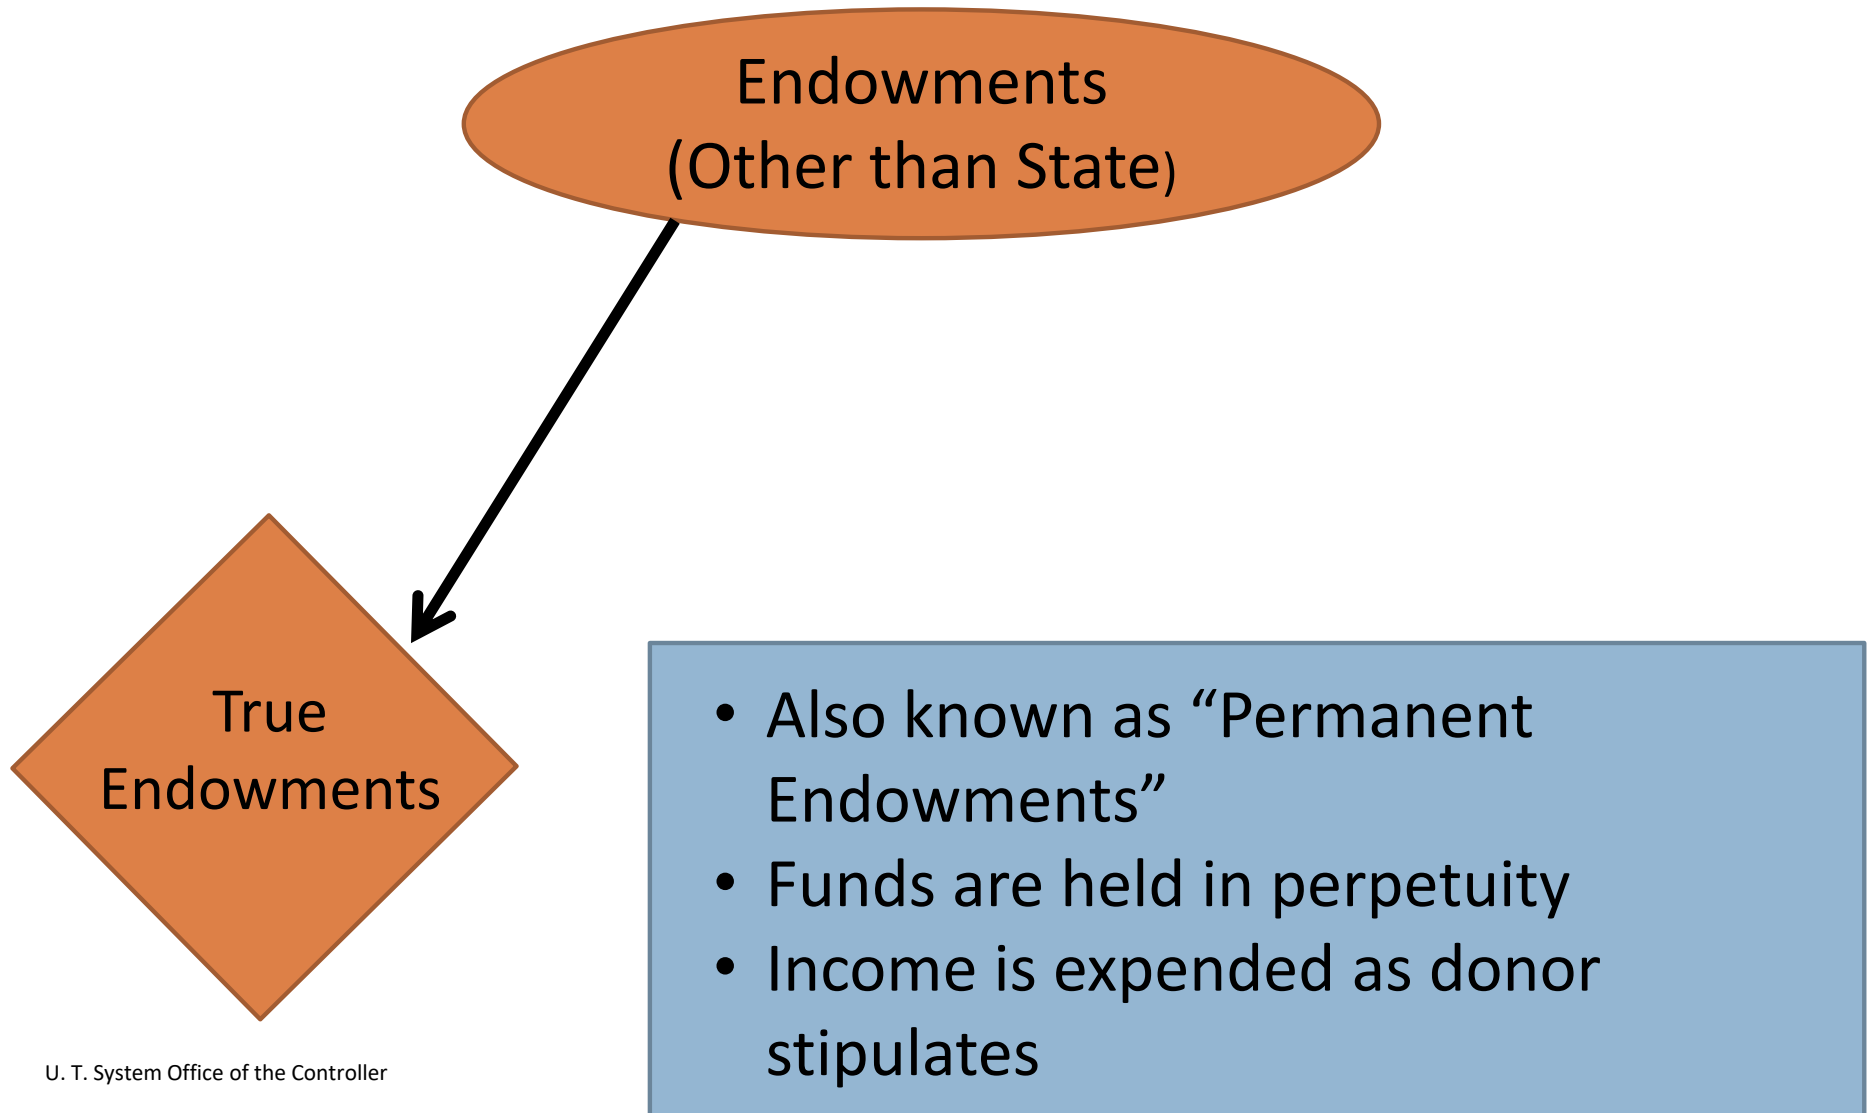 Endowments
(Other than State)
True
Endowments
• Also known as “Permanent
Endowments”
• Funds are held in perpetuity
• Income is expended as donor
stipulates
U. T. System Office of the Controller